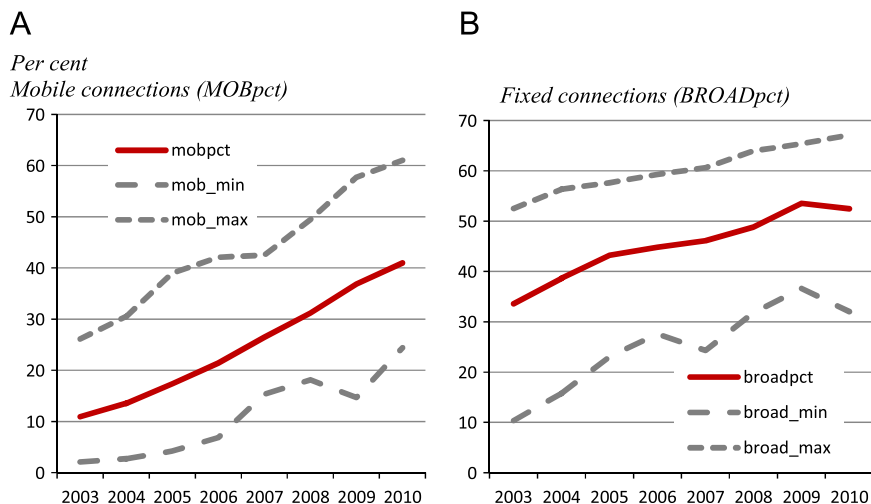 A
Per cent
Mobile connections (MOBpct)
70
60
50
40
30
20
10
0
mobpct
mob_min
mob_max
2003 2004 2005 2006 2007 2008 2009 2010
B
Fixed connections (BROADpct)
70
60
50
40
30
20
10
0
broadpct
broad_min
broad_max
2003 2004 2005 2006 2007 2008 2009 2010